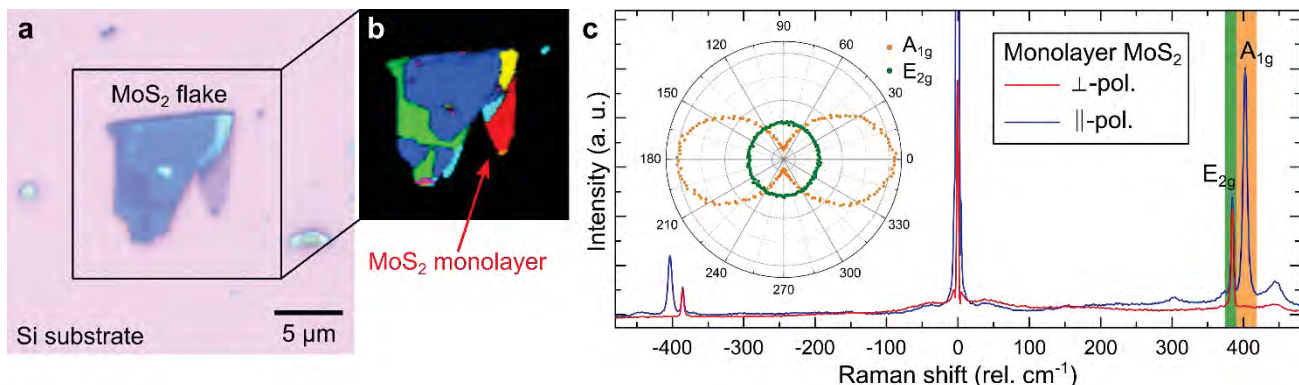 a
MoS₂ flake
Si substrate
5 µm
b
MoS₂ monolayer
c
Intensity (a. u.)
90
120
60
150
30
180
0
210
330
240
300
270
A₁g
E₂g
Monolayer MoS₂
⊥-pol.
||-pol.
A₁g
E₂g
-400 -300 -200 -100 0 100 200 300 400
Raman shift (rel. cm⁻¹)